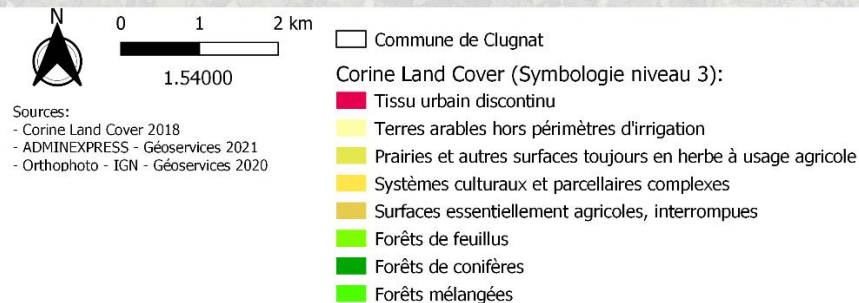 N
0 1 2 km
1.54000
Sources:
- Corine Land Cover 2018
- ADMINEXPRESS - Géoservices 2021
- Orthophoto - IGN - Géoservices 2020
Commune de Clugnat
Corine Land Cover (Symbologie niveau 3):
Tissu urbain discontinu
Terres arables hors périmètres d'irrigation
Prairies et autres surfaces toujours en herbe à usage agricole
Systèmes culturaux et parcellaires complexes
Surfaces essentiellement agricoles, interrompues
Forêts de feuillus
Forêts de conifères
Forêts mélangées